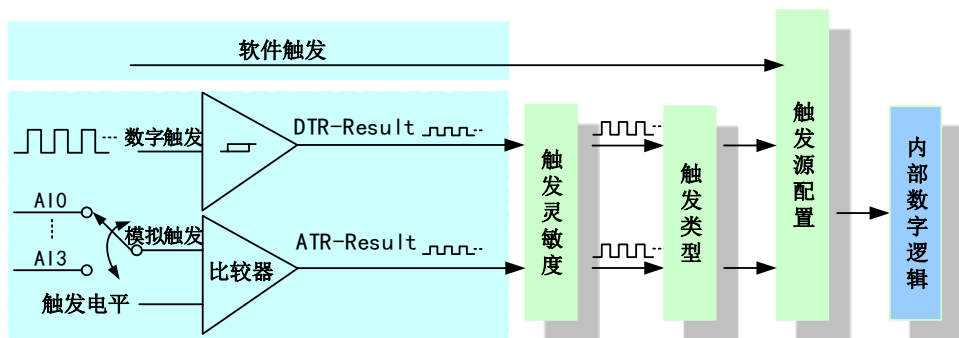 软件触发
数字触发
DTR-Result
AI0
AI3
模拟触发
触发电平
比较器
ATR-Result
触发灵敏度
触发类型
触发源配置
内部数字逻辑